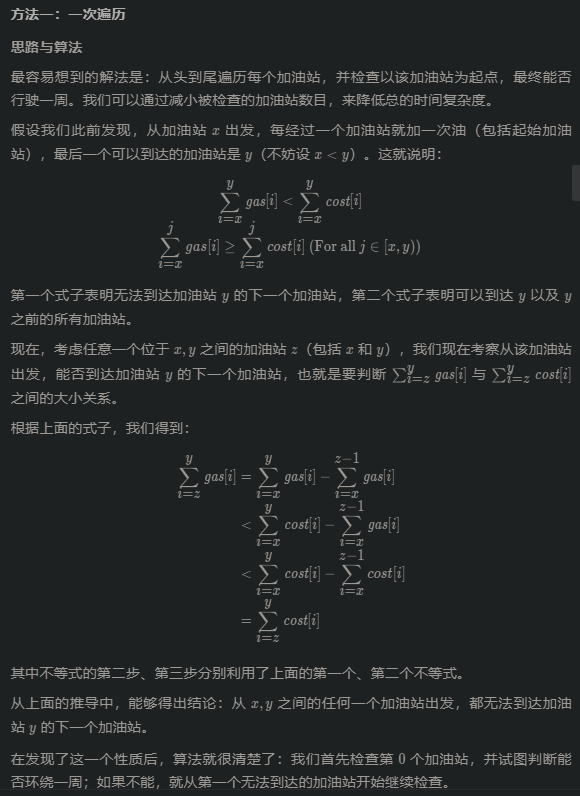 方法一：一次遍历
思路与算法
最容易想到的解法是：从头到尾遍历每个加油站，并检查以该加油站为起点，最终能否
行驶一周。我们可以通过减小被检查的加油站数目，来降低总的时间复杂度。
假设我们此前发现，从加油站 x 出发，每经过一个加油站就加一次油（包括起始加油
站），最后一个可以到达的加油站是 y（不妨设 x < y）。这就说明：
\sum_{i=x}^{y} gas[i] < \sum_{i=x}^{y} cost[i]
\sum_{i=x}^{j} gas[i] ≥ \sum_{i=x}^{j} cost[i] (For all j ∈ [x, y))
第一个式子表明无法到达加油站 y 的下一个加油站，第二个式子表明可以到达 y 以及 y
之前的所有加油站。
现在，考虑任意一个位于 x, y 之间的加油站 z（包括 x 和 y），我们现在考察从该加油站
出发，能否到达加油站 y 的下一个加油站，也就是要判断 \sum_{i=z}^{y} gas[i] 与 \sum_{i=z}^{y} cost[i]
之间的大小关系。
根据上面的式子，我们得到：
\sum_{i=z}^{y} gas[i] = \sum_{i=x}^{y} gas[i] − \sum_{i=x}^{z−1} gas[i]
< \sum_{i=x}^{y} cost[i] − \sum_{i=x}^{z−1} gas[i]
< \sum_{i=x}^{y} cost[i] − \sum_{i=x}^{z−1} cost[i]
= \sum_{i=z}^{y} cost[i]
其中不等式的第二步、第三步分别利用了上面的第一个、第二个不等式。
从上面的推导中，能够得出结论：从 x, y 之间的任何一个加油站出发，都无法到达加油
站 y 的下一个加油站。
在发现了这一个性质后，算法就很清楚了：我们首先检查第 0 个加油站，并试图判断能
否环绕一周；如果不能，就从第一个无法到达的加油站开始继续检查。